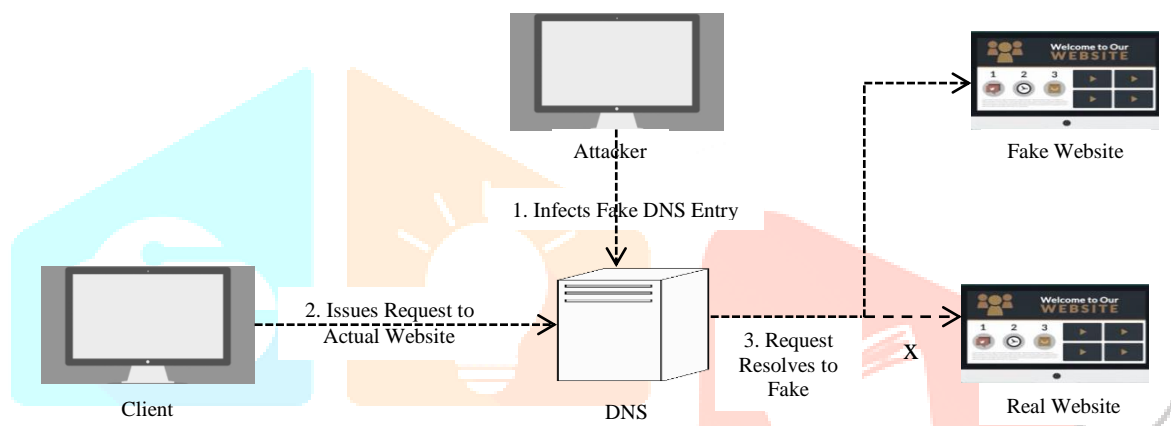 Welcome to Our
WEBSITE
1 2 3
Attacker
Fake Website
1. Infects Fake DNS Entry
2. Issues Request to
Actual Website
Welcome to Our
WEBSITE
1 2 3
3. Request
Resolves to
Fake
X
Client
DNS
Real Website